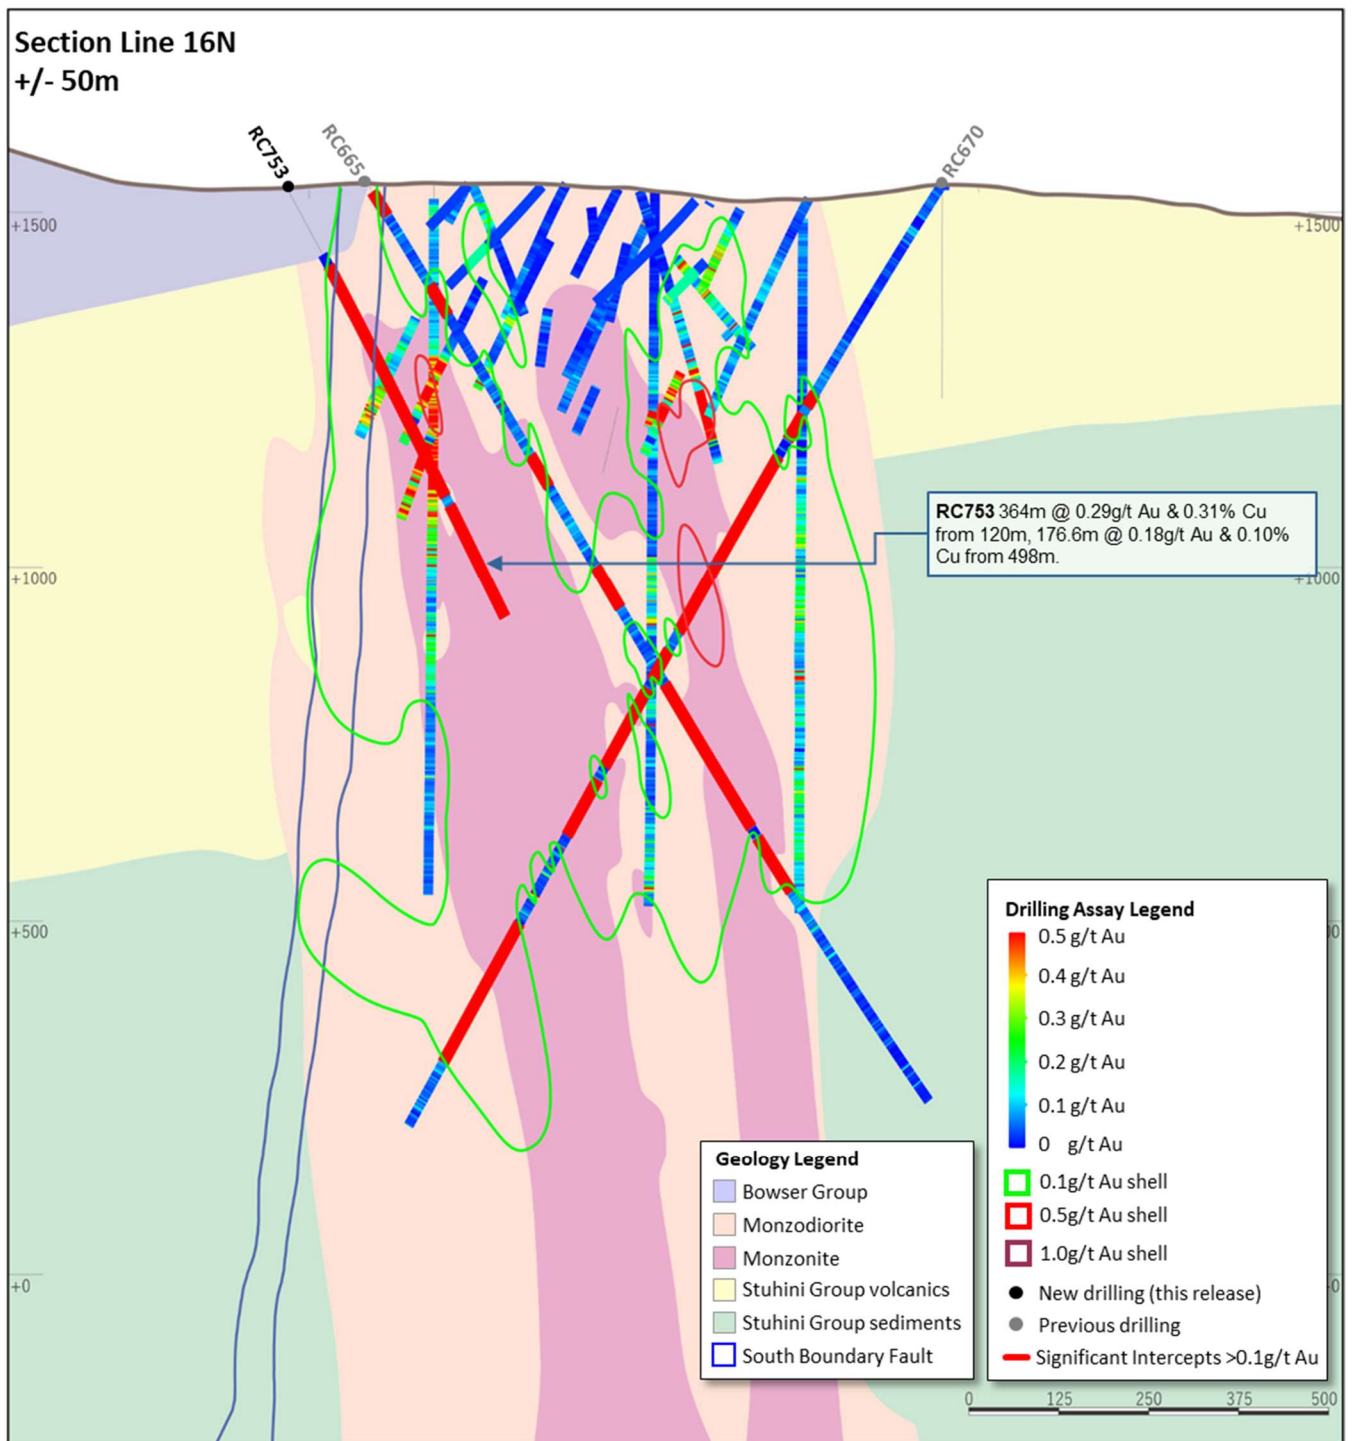 Section Line 16N
+/- 50m
RC753
RC665
RC670
+1500
+1500
RC753 364m @ 0.29g/t Au & 0.31% Cu
from 120m, 176.6m @ 0.18g/t Au & 0.10%
Cu from 498m.
+1000
+1000
+500
+0
Drilling Assay Legend
0.5 g/t Au
0.4 g/t Au
0.3 g/t Au
0.2 g/t Au
0.1 g/t Au
0 g/t Au
0.1g/t Au shell
0.5g/t Au shell
1.0g/t Au shell
New drilling (this release)
Previous drilling
Significant Intercepts >0.1g/t Au
Geology Legend
Bowser Group
Monzodiorite
Monzonite
Stuhini Group volcanics
Stuhini Group sediments
South Boundary Fault
0 125 250 375 500